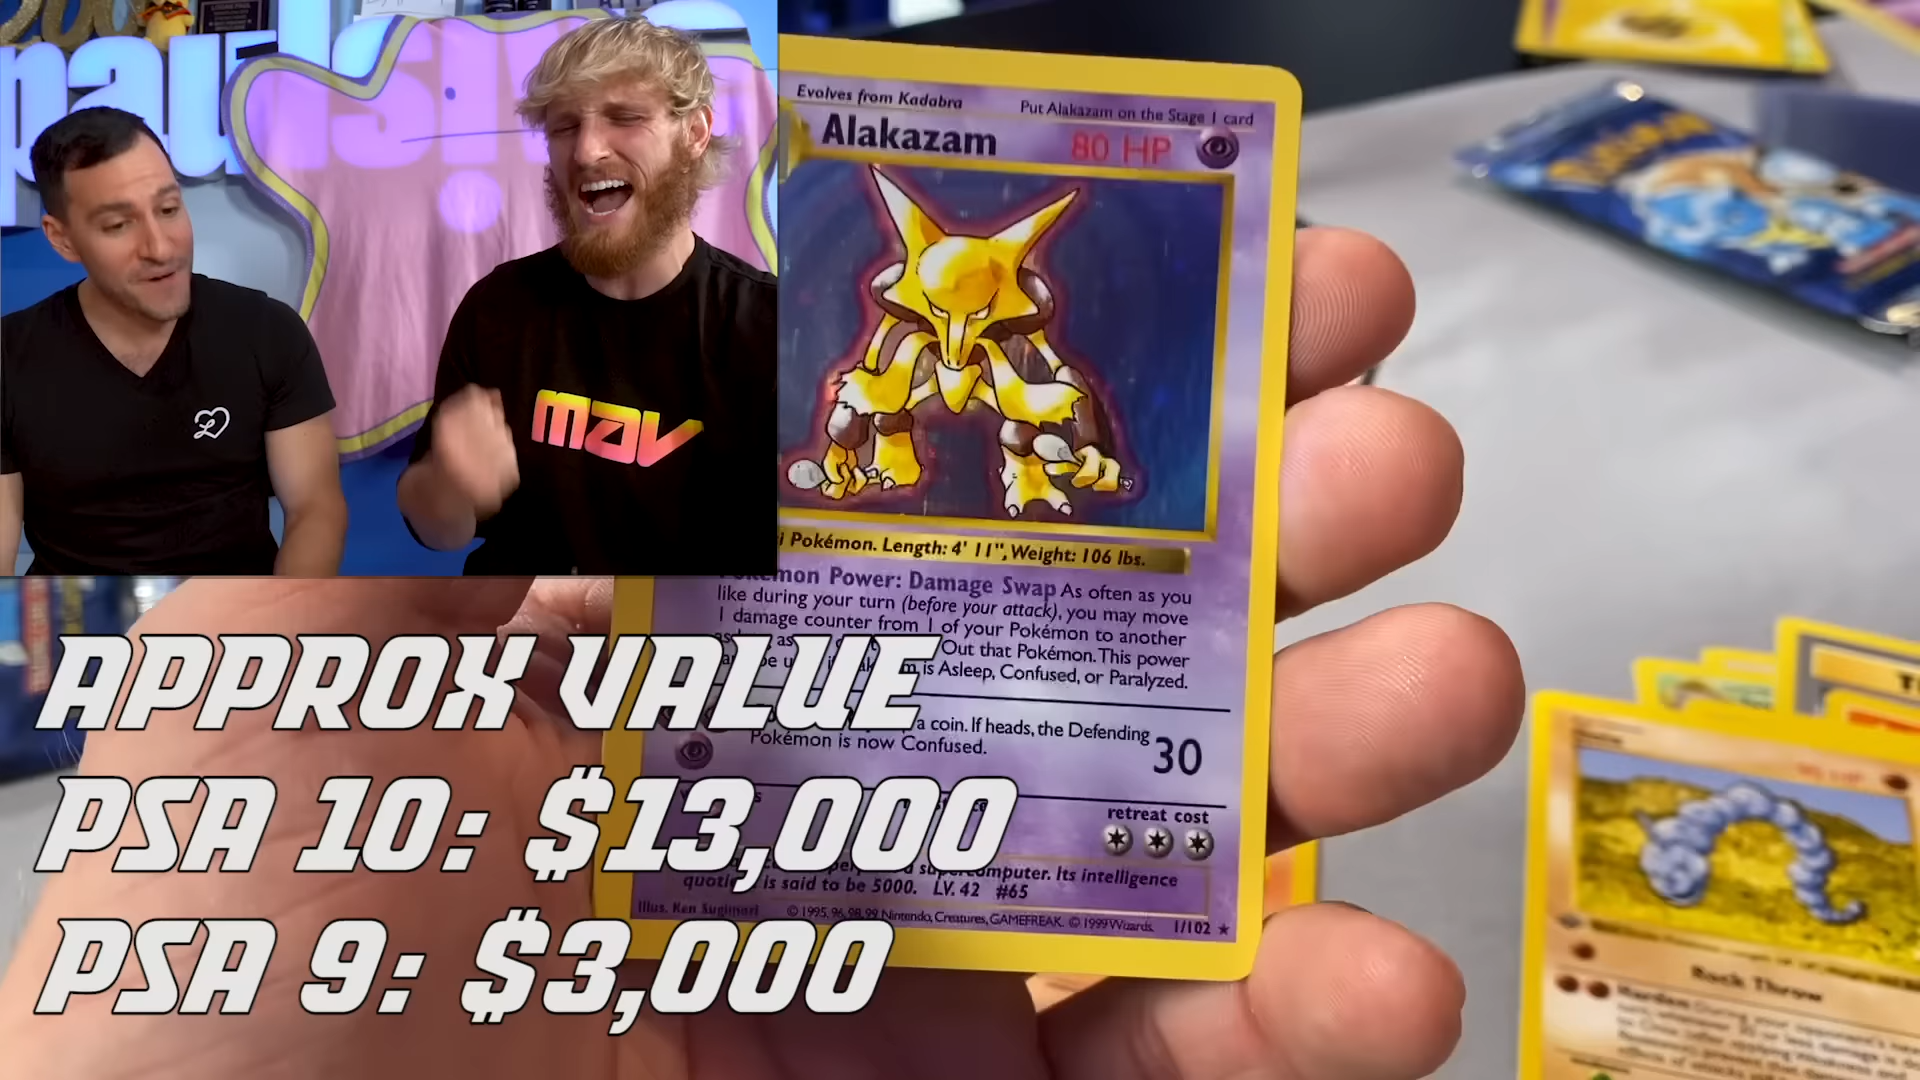 paul
mav
Evolves from Kadabra
Put Alakazam on the Stage 1 card
Alakazam
80 HP
Pokémon. Length: 4' 11", Weight: 106 lbs.
Pokémon Power: Damage Swap As often as you
like during your turn (before your attack), you may move
1 damage counter from 1 of your Pokémon to another
Out that Pokémon. This power
is Asleep, Confused, or Paralyzed.
a coin. If heads, the Defending
Pokémon is now Confused.
30
retreat cost
supercomputer. Its intelligence
quotient is said to be 5000. LV. 42 #65
Illus. Ken Sugimori
© 1995, 96, 98, 99 Nintendo, Creatures, GAMEFREAK. © 1999 Wizards.
1/102
APPROX VALUE
PSA 10: $13,000
PSA 9: $3,000
Rock Throw
Harden